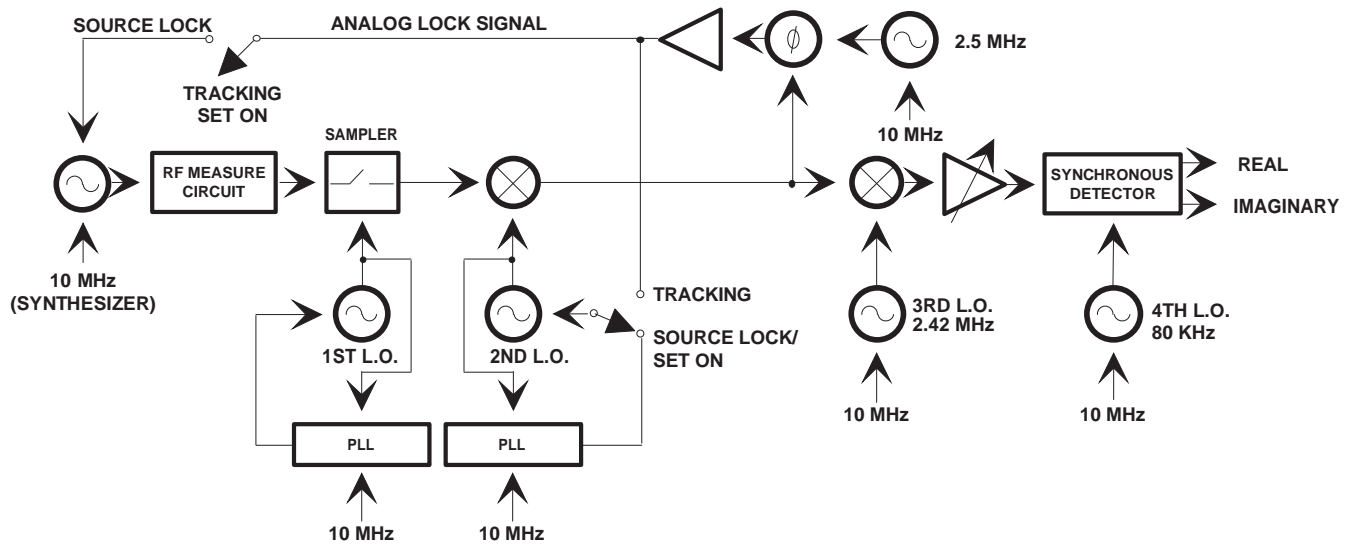 SOURCE LOCK
ANALOG LOCK SIGNAL
ϕ
2.5 MHz
TRACKING
SET ON
10 MHz
SAMPLER
RF MEASURE
CIRCUIT
SYNCHRONOUS
DETECTOR
REAL
IMAGINARY
10 MHz
(SYNTHESIZER)
1ST L.O.
2ND L.O.
TRACKING
SOURCE LOCK/
SET ON
3RD L.O.
2.42 MHz
4TH L.O.
80 KHz
PLL
PLL
10 MHz
10 MHz
10 MHz
10 MHz